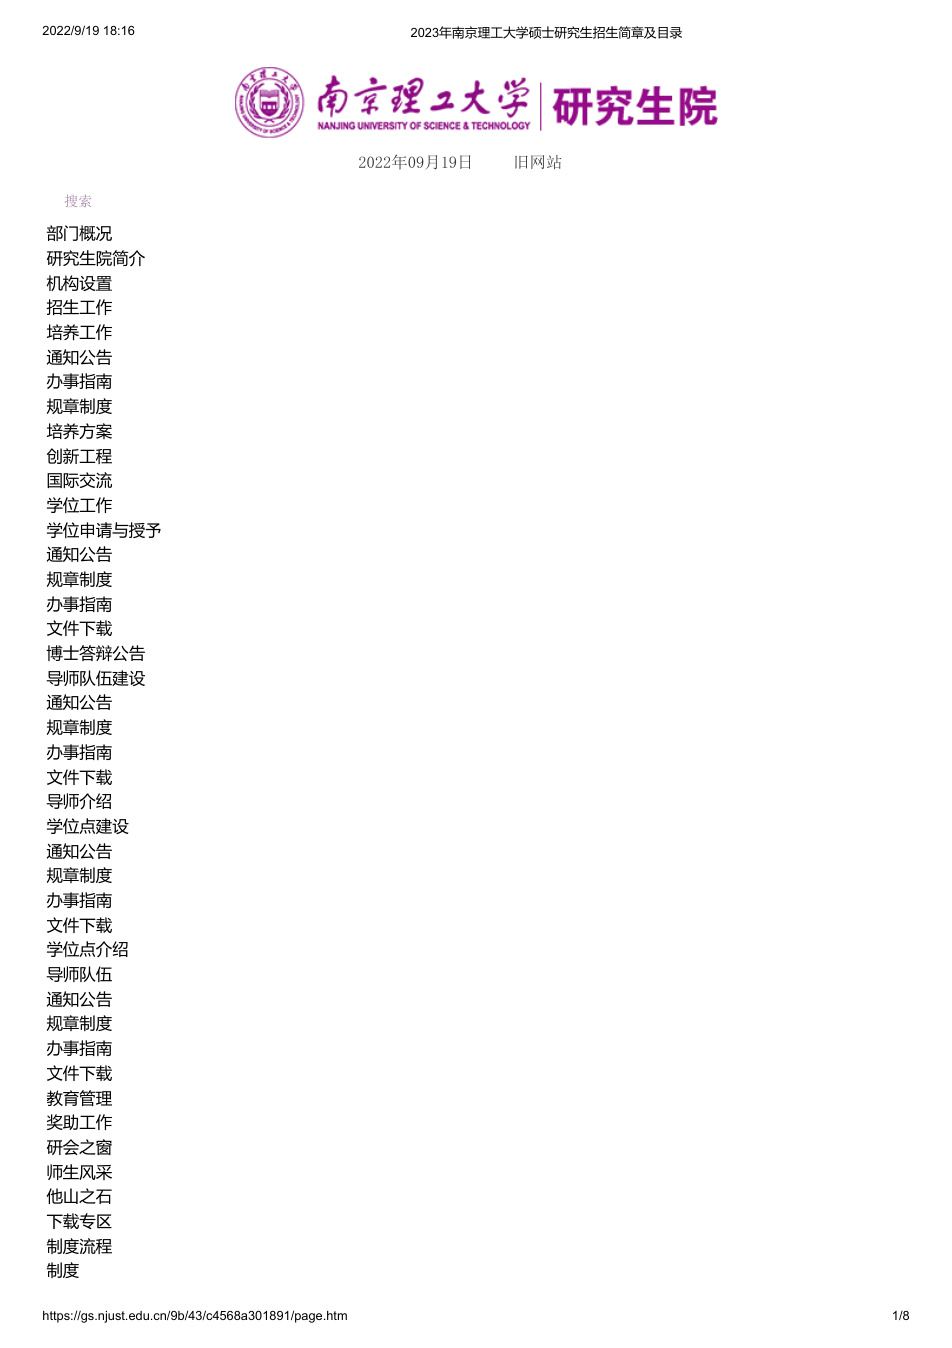 2022/9/19 18:16 2023年南京理工大学硕士研究生招生简章及目录
南京理工大学 研究生院
NANJING UNIVERSITY OF SCIENCE & TECHNOLOGY
2022年09月19日 旧网站
搜索
部门概况
研究生院简介
机构设置
招生工作
培养工作
通知公告
办事指南
规章制度
培养方案
创新工程
国际交流
学位工作
学位申请与授予
通知公告
规章制度
办事指南
文件下载
博士答辩公告
导师队伍建设
通知公告
规章制度
办事指南
文件下载
导师介绍
学位点建设
通知公告
规章制度
办事指南
文件下载
学位点介绍
导师队伍
通知公告
规章制度
办事指南
文件下载
教育管理
奖助工作
研会之窗
师生风采
他山之石
下载专区
制度流程
制度
https://gs.njust.edu.cn/9b/43/c4568a301891/page.htm 1/8